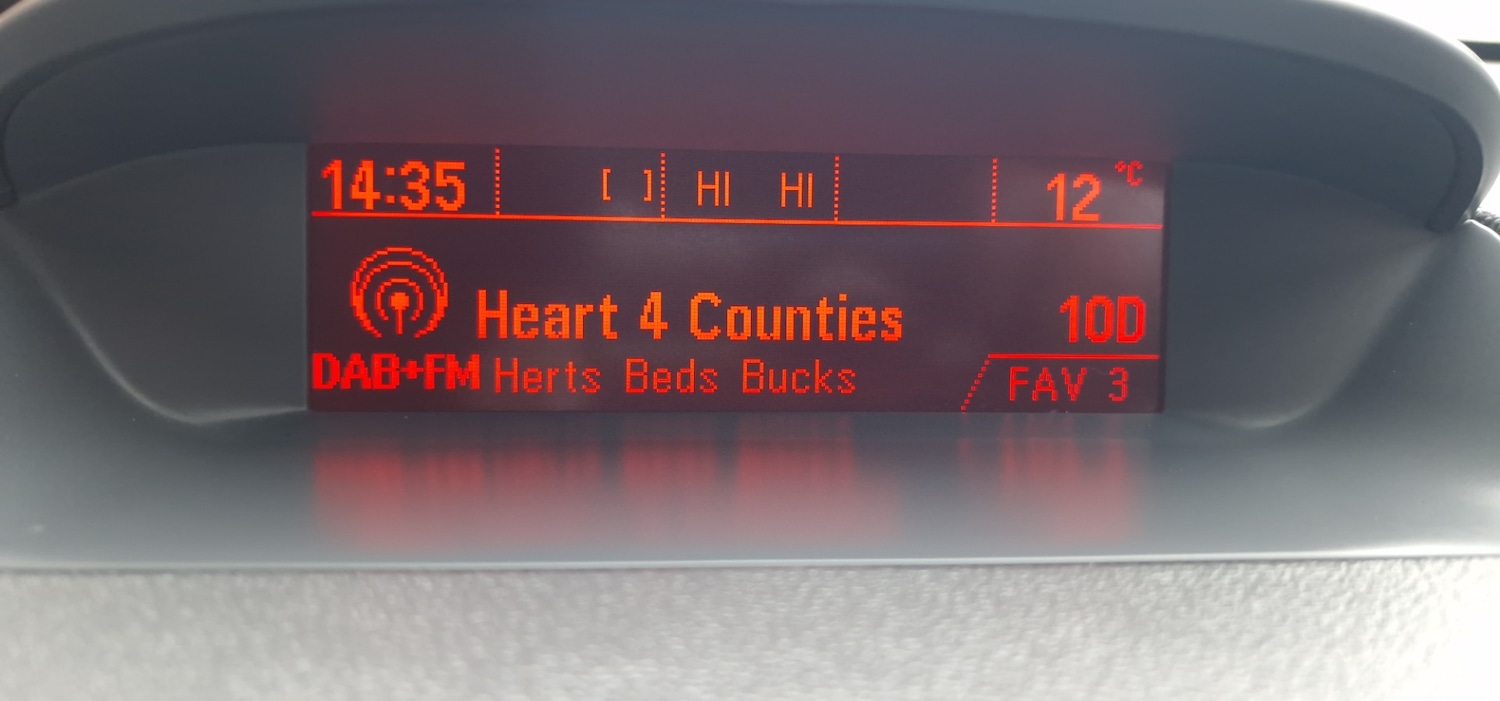 14:35 [ ] HI HI 12 °C
Heart 4 Counties 10D
DAB+FM Herts Beds Bucks FAV 3